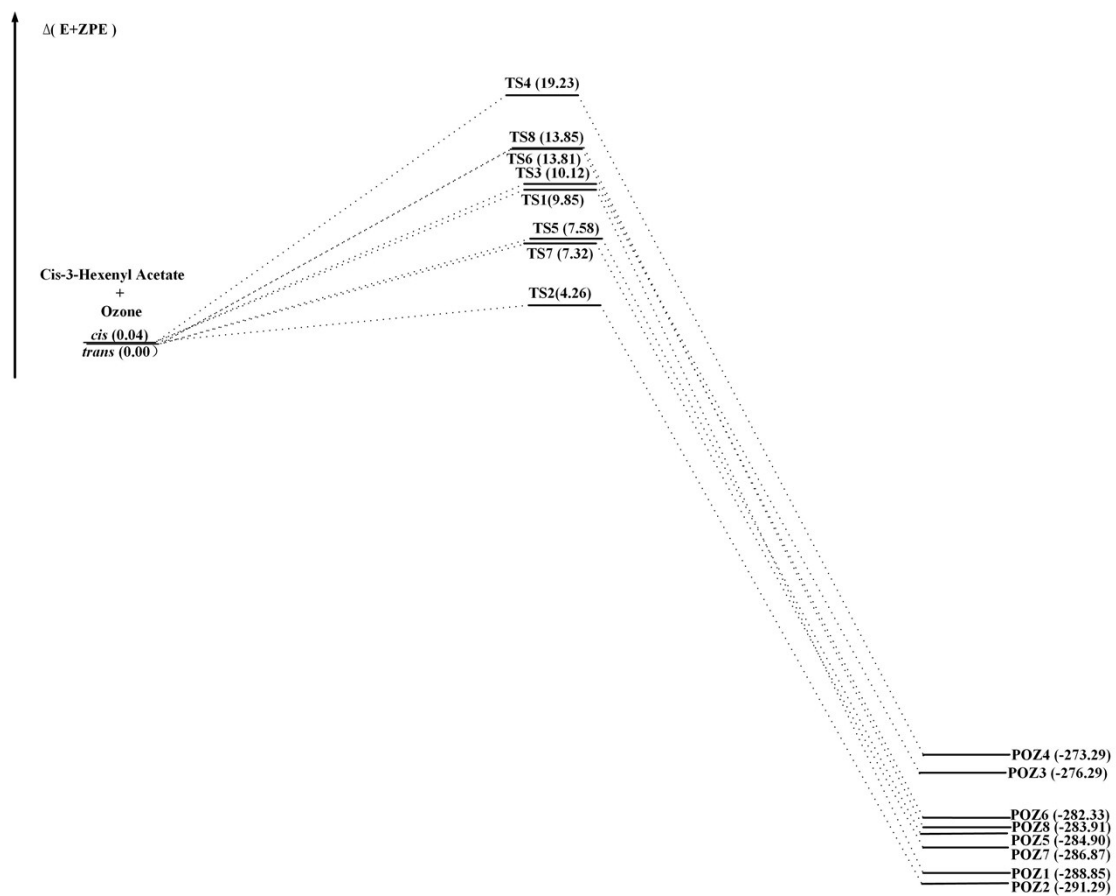 Δ( E+ZPE )
TS4 (19.23)
TS8 (13.85)
TS6 (13.81)
TS3 (10.12)
TS1(9.85)
TS5 (7.58)
TS7 (7.32)
TS2(4.26)
Cis-3-Hexenyl Acetate
+
Ozone
cis (0.04)
trans (0.00）
POZ4 (-273.29)
POZ3 (-276.29)
POZ6 (-282.33)
POZ8 (-283.91)
POZ5 (-284.90)
POZ7 (-286.87)
POZ1 (-288.85)
POZ2 (-291.29)